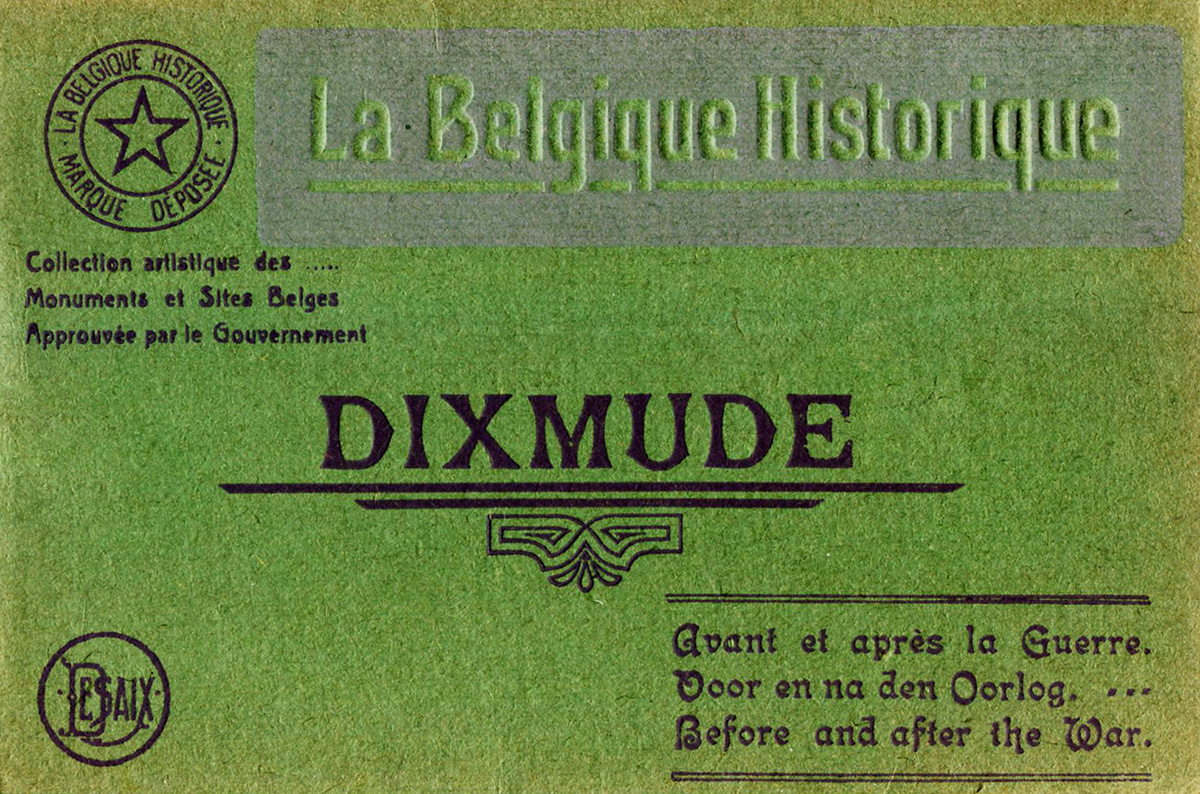 · LA BELGIQUE HISTORIQUE ·
MARQUE DEPOSÉE
La Belgique Historique
Collection artistique des .....
Monuments et Sites Belges
Approuvée par le Gouvernement
DIXMUDE
DESAIX
Avant et après la Guerre.
Voor en na den Oorlog. ---
Before and after the War.